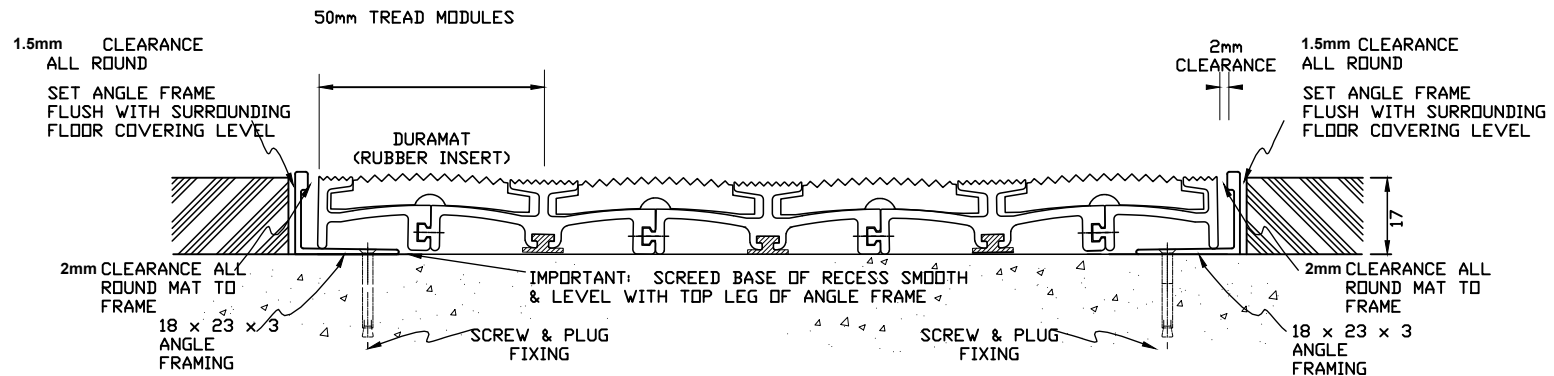 50mm TREAD MODULES
1.5mm CLEARANCE
ALL ROUND
SET ANGLE FRAME
FLUSH WITH SURROUNDING
FLOOR COVERING LEVEL
DURAMAT
(RUBBER INSERT)
2mm
CLEARANCE
1.5mm CLEARANCE
ALL ROUND
SET ANGLE FRAME
FLUSH WITH SURROUNDING
FLOOR COVERING LEVEL
17
2mm CLEARANCE ALL
ROUND MAT TO
FRAME
18 x 23 x 3
ANGLE
FRAMING
IMPORTANT: SCREED BASE OF RECESS SMOOTH
& LEVEL WITH TOP LEG OF ANGLE FRAME
SCREW & PLUG
FIXING
SCREW & PLUG
FIXING
2mm CLEARANCE ALL
ROUND MAT TO
FRAME
18 x 23 x 3
ANGLE
FRAMING